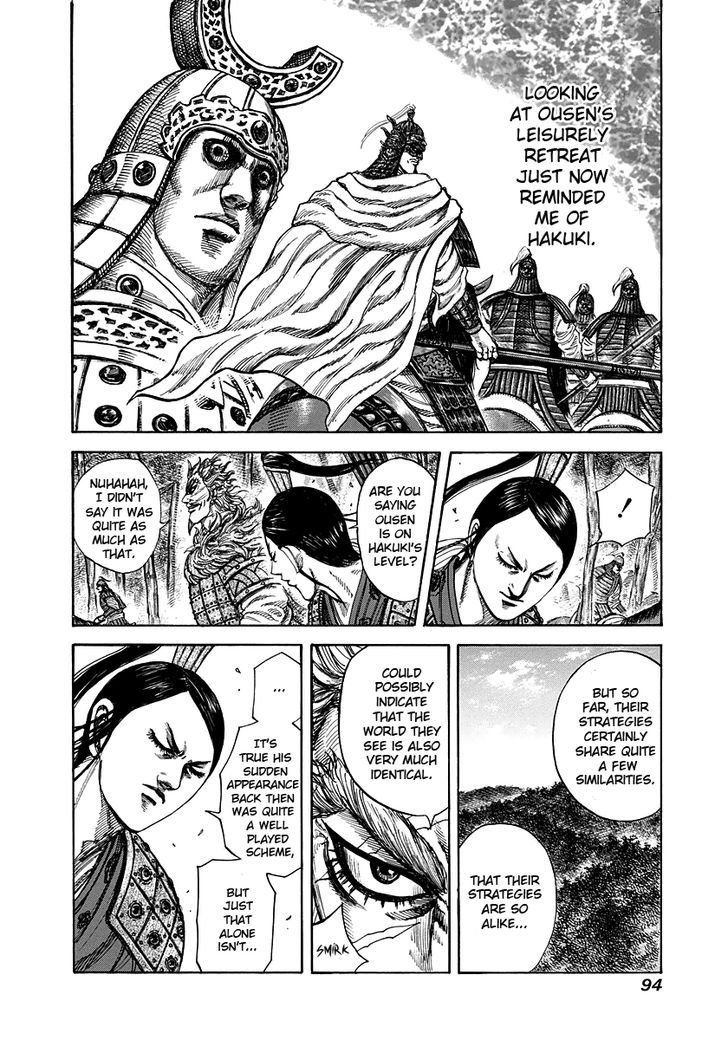 LOOKING
AT OUSEN'S
LEISURELY
RETREAT
JUST NOW
REMINDED
ME OF
HAKUKI.
!
ARE YOU
SAYING
OUSEN
IS ON
HAKUKI'S
LEVEL?
NUHAHAH,
I DIDN'T
SAY IT WAS
QUITE AS
MUCH AS
THAT.
BUT SO
FAR, THEIR
STRATEGIES
CERTAINLY
SHARE QUITE
A FEW
SIMILARITIES.
THAT THEIR
STRATEGIES
ARE SO
ALIKE...
COULD
POSSIBLY
INDICATE
THAT THE
WORLD THEY
SEE IS ALSO
VERY MUCH
IDENTICAL.
SMIRK
IT'S
TRUE HIS
SUDDEN
APPEARANCE
BACK THEN
WAS QUITE
A WELL
PLAYED
SCHEME,
BUT
JUST
THAT
ALONE
ISN'T...
94